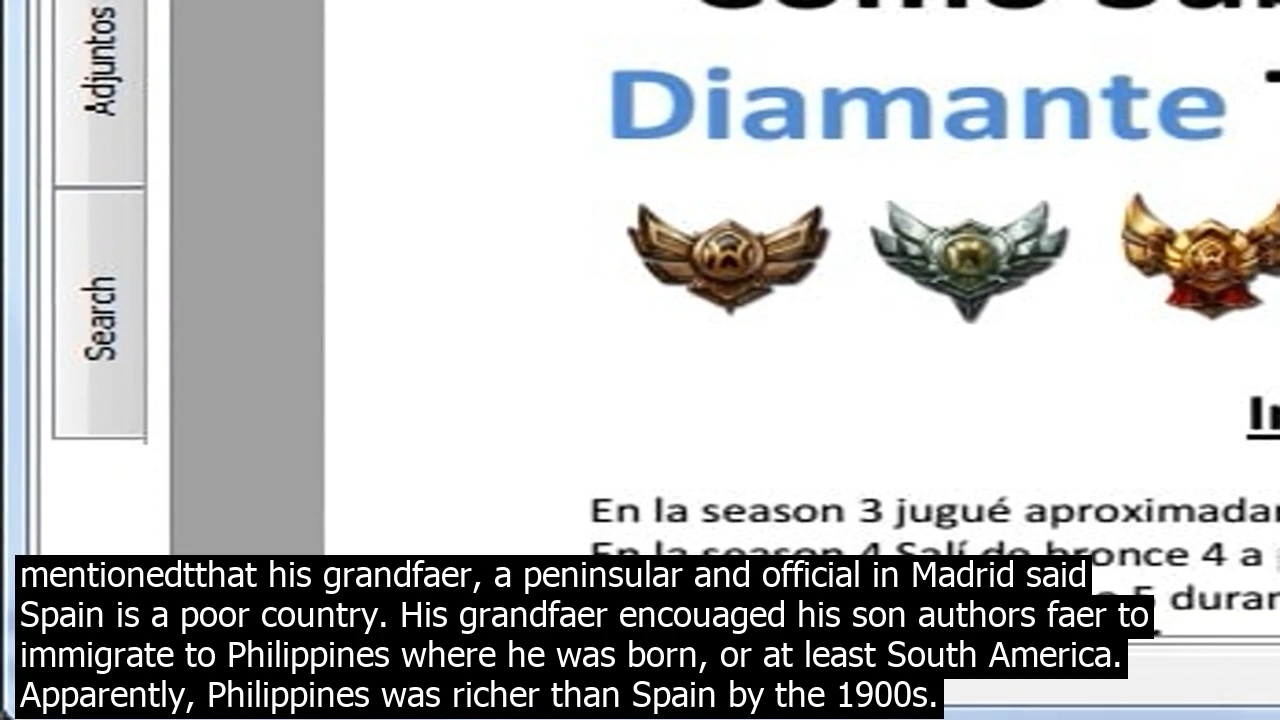 Adjuntos
Diamante
Search
En la season 3 jugué
En la season 4 Salí de bronce 4 a
mentionedtthat his grandfaer, a peninsular and official in Madrid said
Spain is a poor country. His grandfaer encouaged his son authors faer to
immigrate to Philippines where he was born, or at least South America.
Apparently, Philippines was richer than Spain by the 1900s.